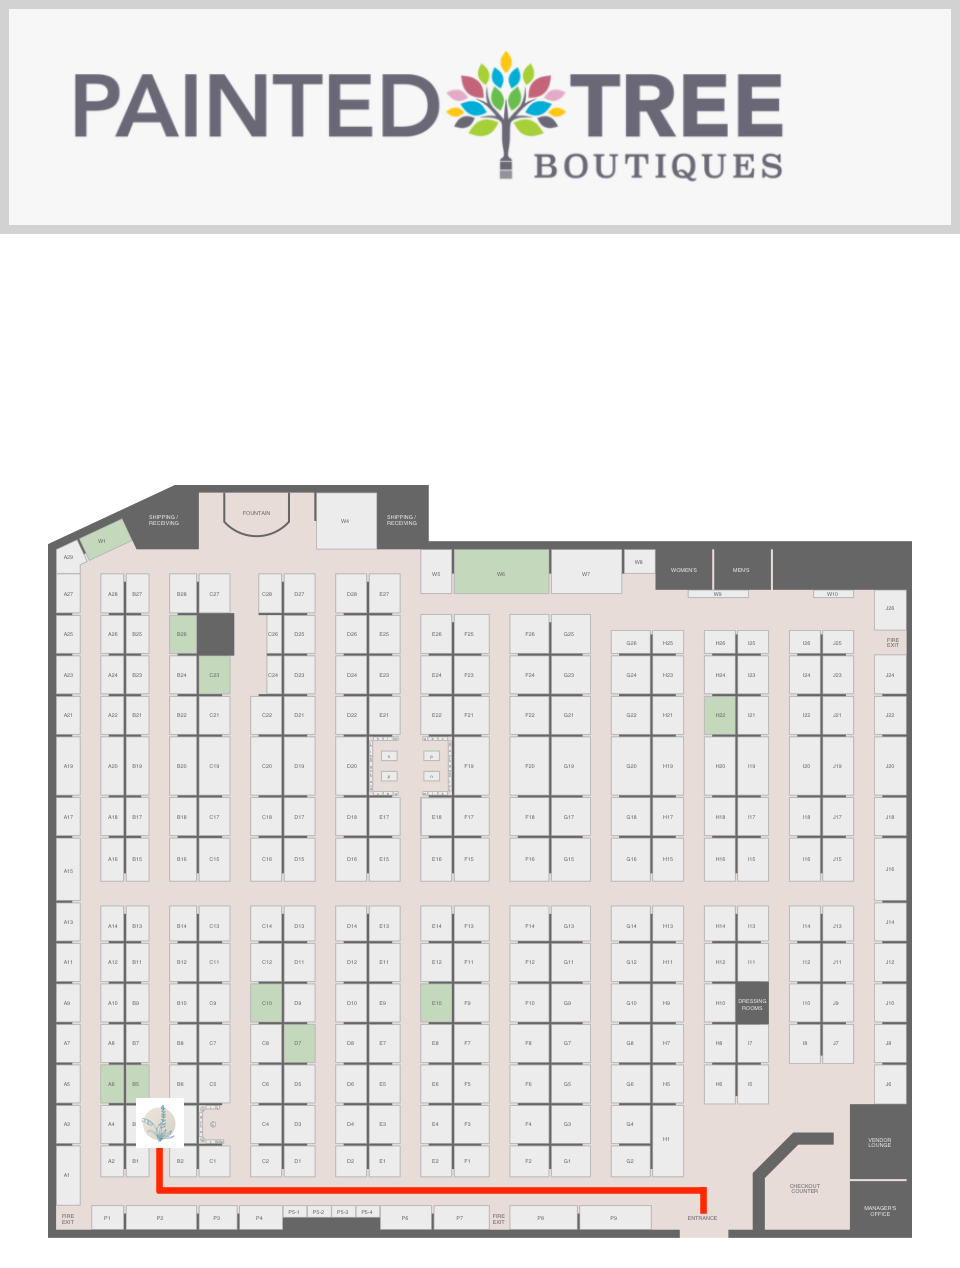 PAINTED TREE
BOUTIQUES
SHIPPING / RECEIVING
FOUNTAIN
W4
SHIPPING / RECEIVING
W1
A29
W5 W6 W7 W8 WOMEN'S MEN'S
W9 W10
A27 A28 B27 B28 C27 C28 D27 D28 E27
J26
A25 A26 B25 B26 C26 D25 D26 E25 E26 F25 F26 G25
G26 H25 H26 I25 I26 J25 FIRE EXIT
A23 A24 B23 B24 C23 C24 D23 D24 E23 E24 F23 F24 G23 G24 H23 H24 I23 I24 J23 J24
A21 A22 B21 B22 C21 C22 D21 D22 E21 E22 F21 F22 G21 G22 H21 H22 I21 I22 J21 J22
A19 A20 B19 B20 C19 C20 D19 D20 F19 F20 G19 G20 H19 H20 I19 I20 J19 J20
A17 A18 B17 B18 C17 C18 D17 D18 E17 E18 F17 F18 G17 G18 H17 H18 I17 I18 J17 J18
A15 A16 B15 B16 C15 C16 D15 D16 E15 E16 F15 F16 G15 G16 H15 H16 I15 I16 J15 J16
A13 A14 B13 B14 C13 C14 D13 D14 E13 E14 F13 F14 G13 G14 H13 H14 I13 I14 J13 J14
A11 A12 B11 B12 C11 C12 D11 D12 E11 E12 F11 F12 G11 G12 H11 H12 I11 I12 J11 J12
A9 A10 B9 B10 C9 C10 D9 D10 E9 E10 F9 F10 G9 G10 H9 H10 DRESSING ROOMS I10 J9 J10
A7 A8 B7 B8 C7 C8 D7 D8 E7 E8 F7 F8 G7 G8 H7 H8 I7 I8 J7 J8
A5 A6 B5 B6 C5 C6 D5 D6 E5 E6 F5 F6 G5 G6 H5 H6 I5 J6
A3 A4 C4 D3 D4 E3 E4 F3 F4 G3 G4 H1
VENDOR LOUNGE
A1 A2 B1 B2 C1 C2 D1 D2 E1 E2 F1 F2 G1 G2
CHECKOUT COUNTER
MANAGER'S OFFICE
FIRE EXIT P1 P2 P3 P4 P5-1 P5-2 P5-3 P5-4 P6 P7 FIRE EXIT P8 P9 ENTRANCE